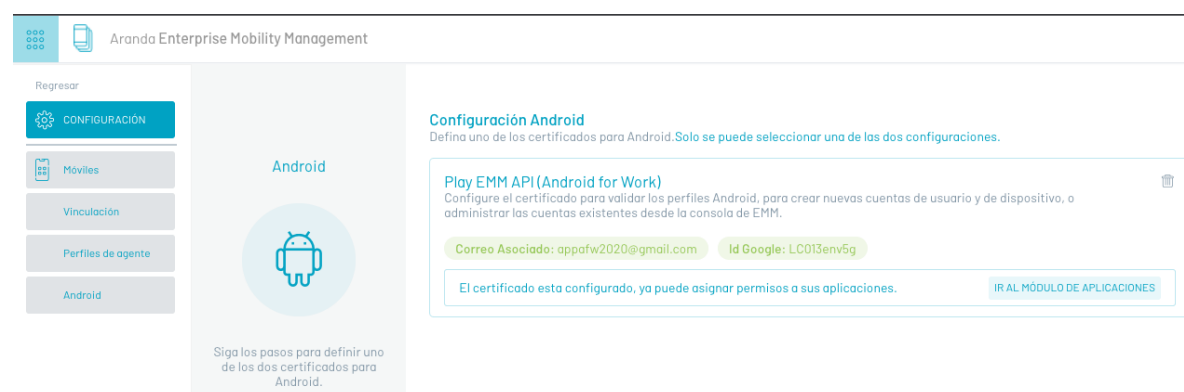 Aranda Enterprise Mobility Management
Regresar
CONFIGURACIÓN
Móviles
Vinculación
Perfiles de agente
Android
Android
Siga los pasos para definir uno
de los dos certificados para
Android.
Configuración Android
Defina uno de los certificados para Android.Solo se puede seleccionar una de las dos configuraciones.
Play EMM API (Android for Work)
Configure el certificado para validar los perfiles Android, para crear nuevas cuentas de usuario y de dispositivo, o
administrar las cuentas existentes desde la consola de EMM.
Correo Asociado: appafw2020@gmail.com Id Google: LC013env5g
El certificado esta configurado, ya puede asignar permisos a sus aplicaciones. IR AL MÓDULO DE APLICACIONES